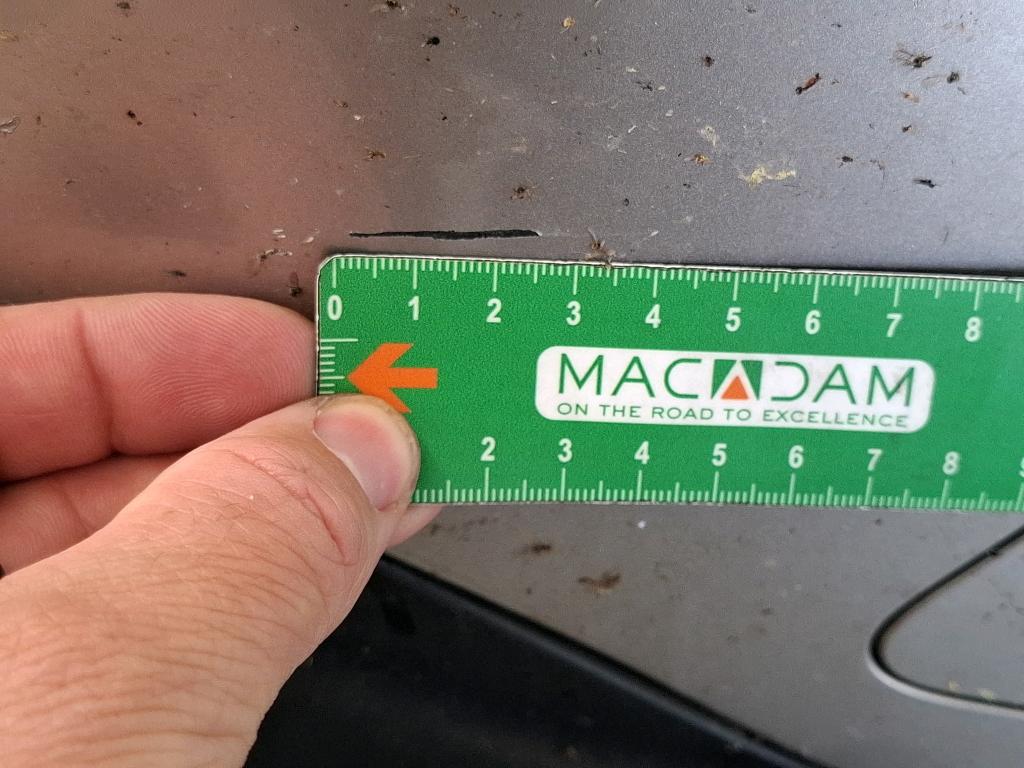 0 1 2 3 4 5 6 7 8
MACADAM
ON THE ROAD TO EXCELLENCE
2 3 4 5 6 7 8